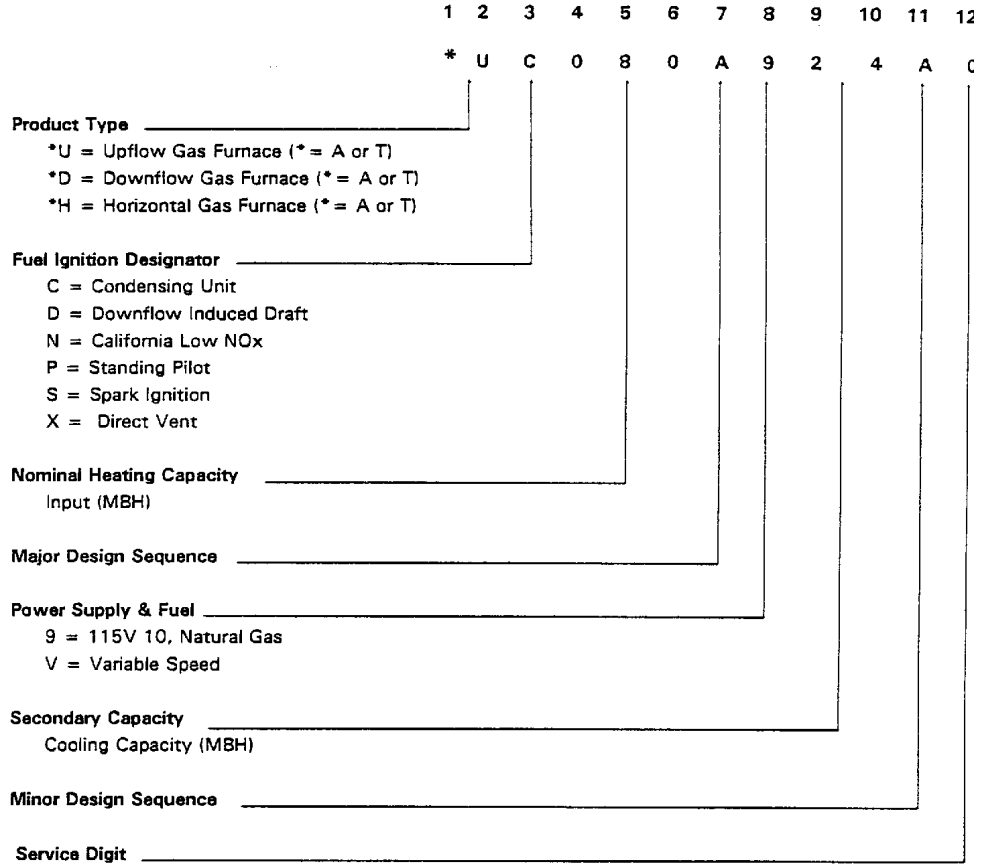 1 2 3 4 5 6 7 8 9 10 11 12
* U C 0 8 0 A 9 2 4 A
Product Type
*U = Upflow Gas Furnace (* = A or T)
*D = Downflow Gas Furnace (* = A or T)
*H = Horizontal Gas Furnace (* = A or T)
Fuel Ignition Designator
C = Condensing Unit
D = Downflow Induced Draft
N = California Low NOx
P = Standing Pilot
S = Spark Ignition
X = Direct Vent
Nominal Heating Capacity
Input (MBH)
Major Design Sequence
Power Supply & Fuel
9 = 115V 10, Natural Gas
V = Variable Speed
Secondary Capacity
Cooling Capacity (MBH)
Minor Design Sequence
Service Digit